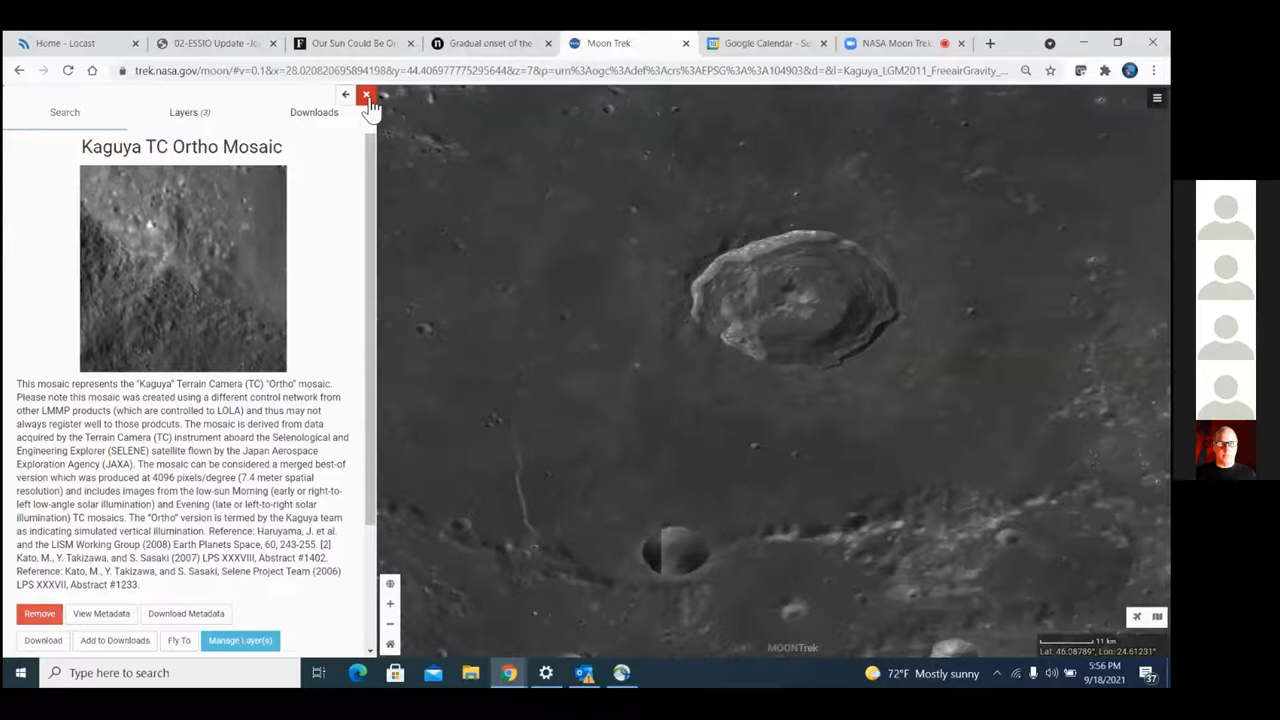 Home - Locast
02-ESSIO Update -Jo
Our Sun Could Be Or
Gradual onset of the
Moon Trek
Google Calendar - Se
NASA Moon Trek
trek.nasa.gov/moon/#v=0.1&x=28.020820695894198&y=44.40697775295644&z=7&p=urn%3Aogc%3Adef%3Acrs%3AEPSG%3A%3A104903&d=&l=Kaguya_LGM2011_FreeairGravity_...
Search
Layers (3)
Downloads
Kaguya TC Ortho Mosaic
This mosaic represents the "Kaguya" Terrain Camera (TC) "Ortho" mosaic.
Please note this mosaic was created using a different control network from
other LMMP products (which are controlled to LOLA) and thus may not
always register well to those prodcuts. The mosaic is derived from data
acquired by the Terrain Camera (TC) instrument aboard the Selenological and
Engineering Explorer (SELENE) satellite flown by the Japan Aerospace
Exploration Agency (JAXA). The mosaic can be considered a merged best-of
version which was produced at 4096 pixels/degree (7.4 meter spatial
resolution) and includes images from the low-sun Morning (early or right-to-
left low-angle solar illumination) and Evening (late or left-to-right solar
illumination) TC mosaics. The "Ortho" version is termed by the Kaguya team
as indicating simulated vertical illumination. Reference: Haruyama, J. et al.
and the LISM Working Group (2008) Earth Planets Space, 60, 243-255. [2]
Kato, M., Y. Takizawa, and S. Sasaki (2007) LPS XXXVIII, Abstract #1402.
Reference: Kato, M., Y. Takizawa, and S. Sasaki, Selene Project Team (2006)
LPS XXXVII, Abstract #1233.
Remove
View Metadata
Download Metadata
Download
Add to Downloads
Fly To
Manage Layer(s)
MOONTrek
11 km
Lat: 46.08789°, Lon: 24.61231°
Type here to search
72°F Mostly sunny
5:56 PM
9/18/2021
37